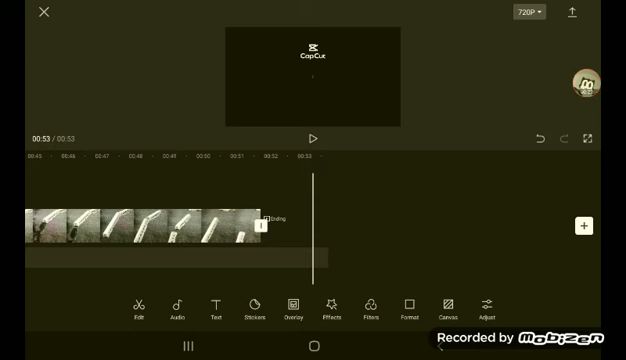 720P
CapCut
00:53 / 00:53
00:45 00:46 00:47 00:48 00:49 00:50 00:51 00:52 00:53
Ending
Edit Audio Text Stickers Overlay Effects Filters Format Canvas Adjust
Recorded by mobizen